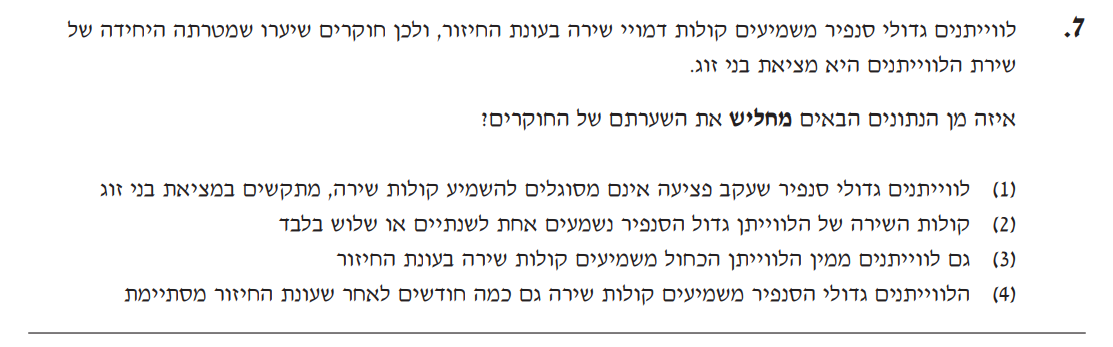 7. לווייתנים גדולי סנפיר משמיעים קולות דמויי שירה בעונת החיזור, ולכן חוקרים שיערו שמטרתה היחידה של
שירת הלווייתנים היא מציאת בני זוג.
איזה מן הנתונים הבאים מחליש את השערתם של החוקרים?
(1) לווייתנים גדולי סנפיר שעקב פציעה אינם מסוגלים להשמיע קולות שירה, מתקשים במציאת בני זוג
(2) קולות השירה של הלווייתן גדול הסנפיר נשמעים אחת לשנתיים או שלוש בלבד
(3) גם לווייתנים ממין הלווייתן הכחול משמיעים קולות שירה בעונת החיזור
(4) הלווייתנים גדולי הסנפיר משמיעים קולות שירה גם כמה חודשים לאחר שעונת החיזור מסתיימת